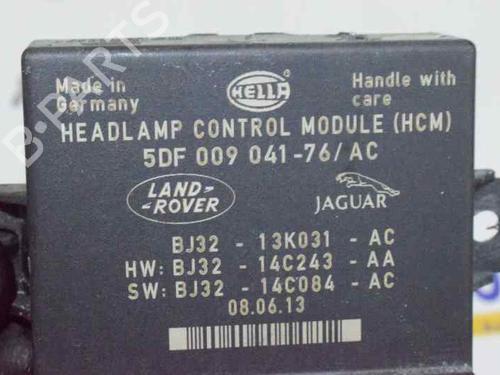 Made in Germany
HELLA
Handle with care
HEADLAMP CONTROL MODULE (HCM)
5DF 009 041-76/ AC
LAND-
-ROVER
JAGUAR
BJ32 - 13K031 - AC
HW: BJ32 - 14C243 - AA
SW: BJ32 - 14C084 - AC
08.06.13
B-PARTS